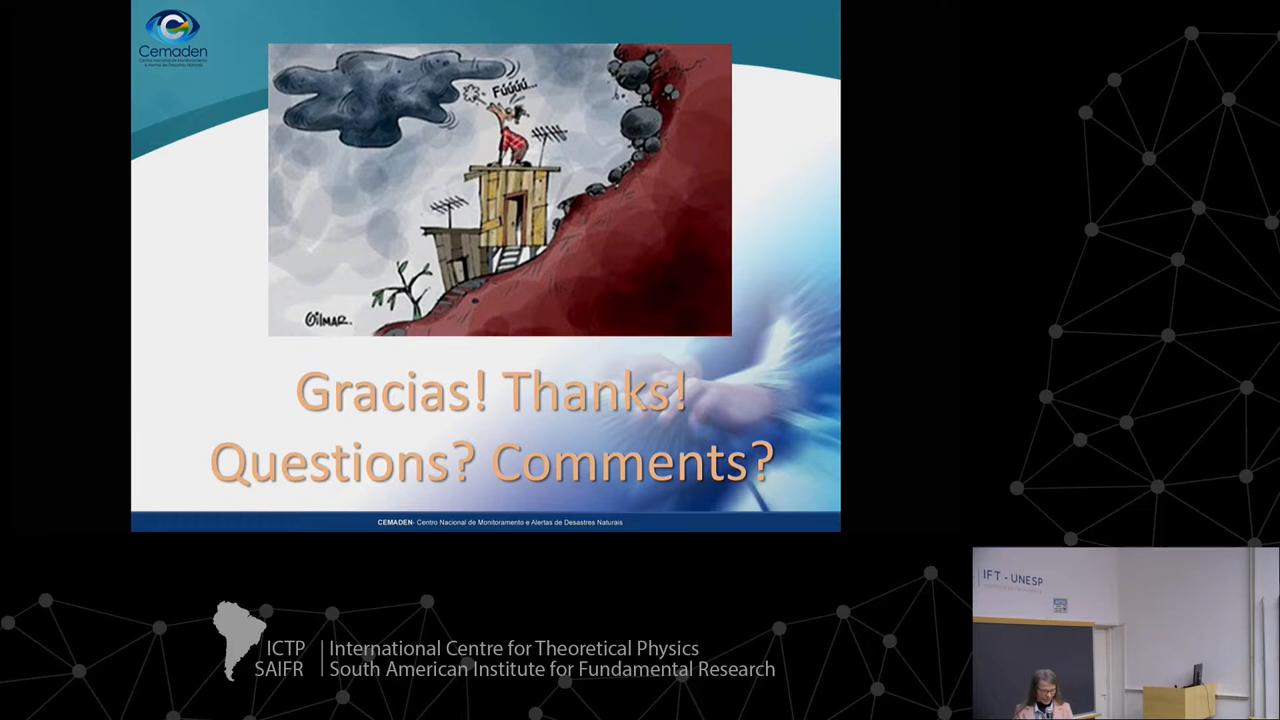 Cemaden
Centro Nacional de Monitoramento
e Alertas de Desastres Naturais
Fúúúú...
GilmAR.
Gracias! Thanks!
Questions? Comments?
CEMADEN- Centro Nacional de Monitoramento e Alertas de Desastres Naturais
IFT - UNESP
ICTP
SAIFR
International Centre for Theoretical Physics
South American Institute for Fundamental Research